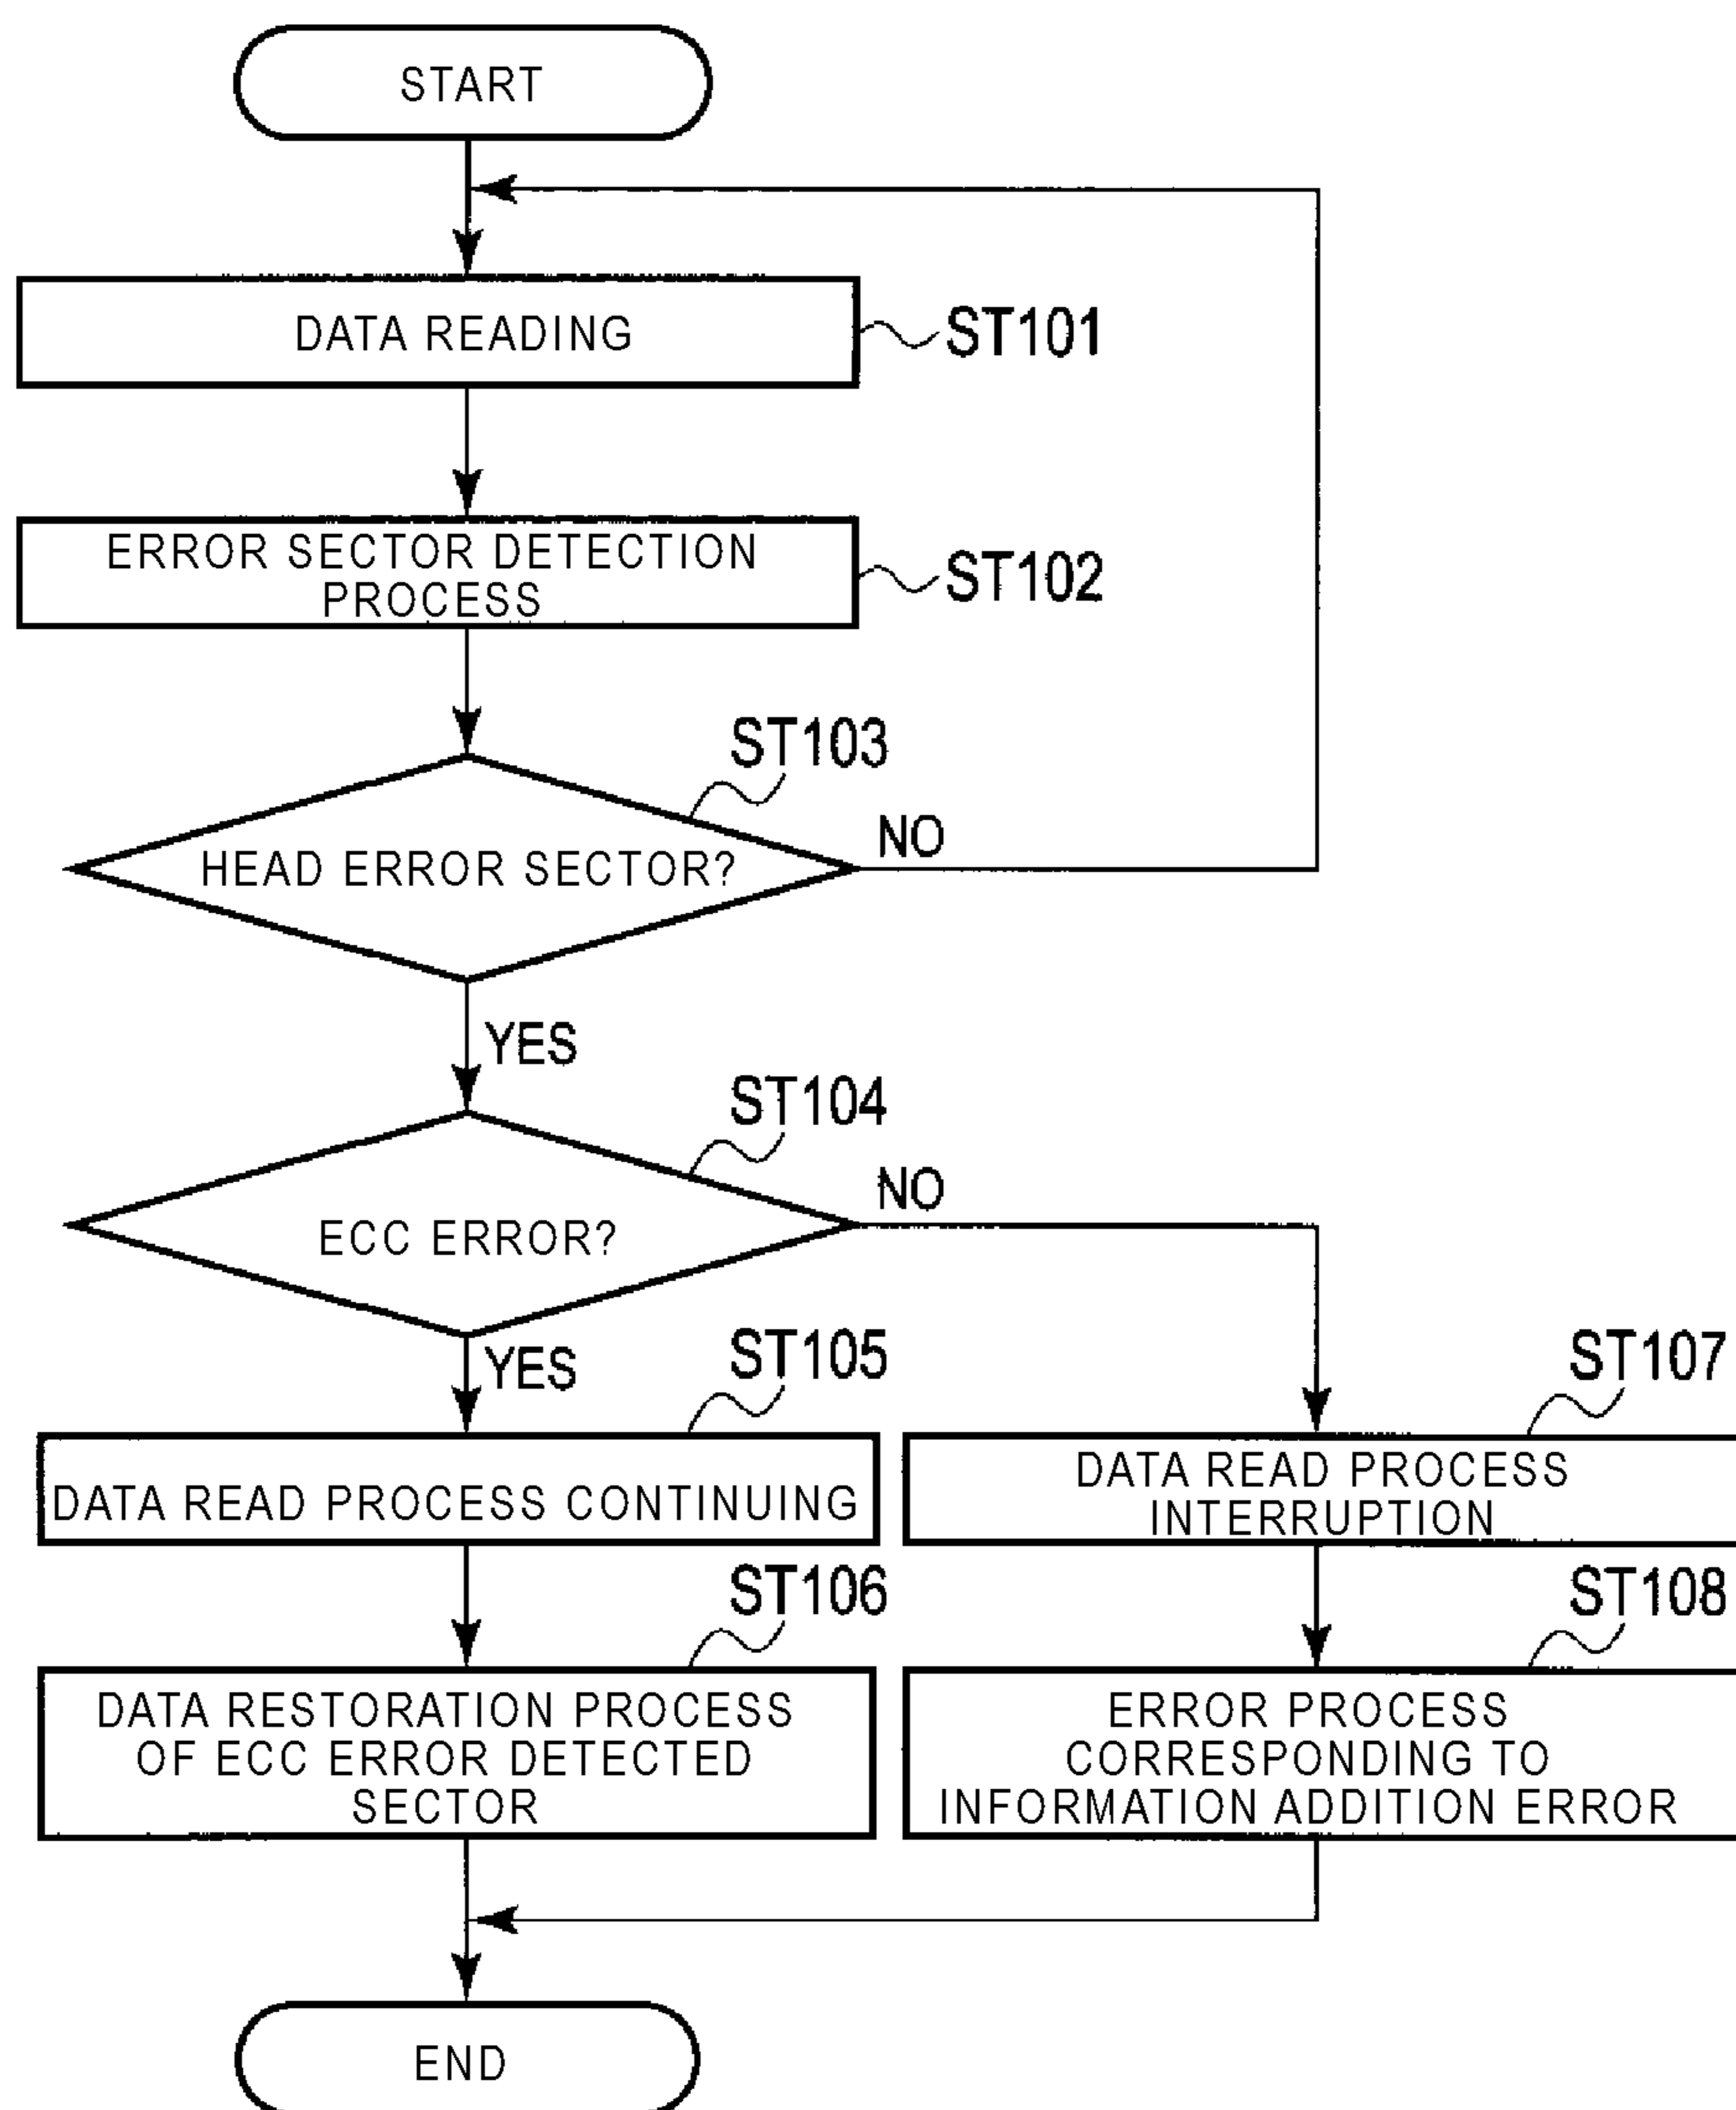 START
DATA READING
ST101
ERROR SECTOR DETECTION
PROCESS
ST102
ST103
HEAD ERROR SECTOR?
NO
YES
ST104
ECC ERROR?
NO
YES
ST105
DATA READ PROCESS CONTINUING
ST107
DATA READ PROCESS
INTERRUPTION
ST106
DATA RESTORATION PROCESS
OF ECC ERROR DETECTED
SECTOR
ST108
ERROR PROCESS
CORRESPONDING TO
INFORMATION ADDITION ERROR
END